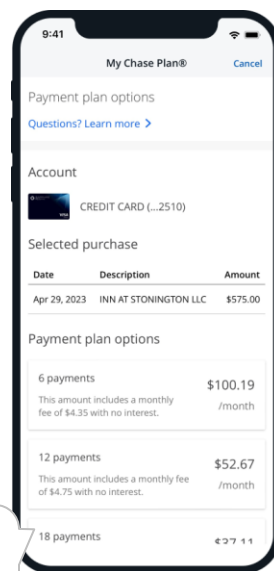 9:41
My Chase Plan®
Cancel
Payment plan options
Questions? Learn more >
Account
VISA
CREDIT CARD (...2510)
Selected purchase
Date Description Amount
Apr 29, 2023 INN AT STONINGTON LLC $575.00
Payment plan options
6 payments
$100.19
This amount includes a monthly
/month
fee of $4.35 with no interest.
12 payments
$52.67
This amount includes a monthly fee
/month
of $4.75 with no interest.
18 payments
$37.11